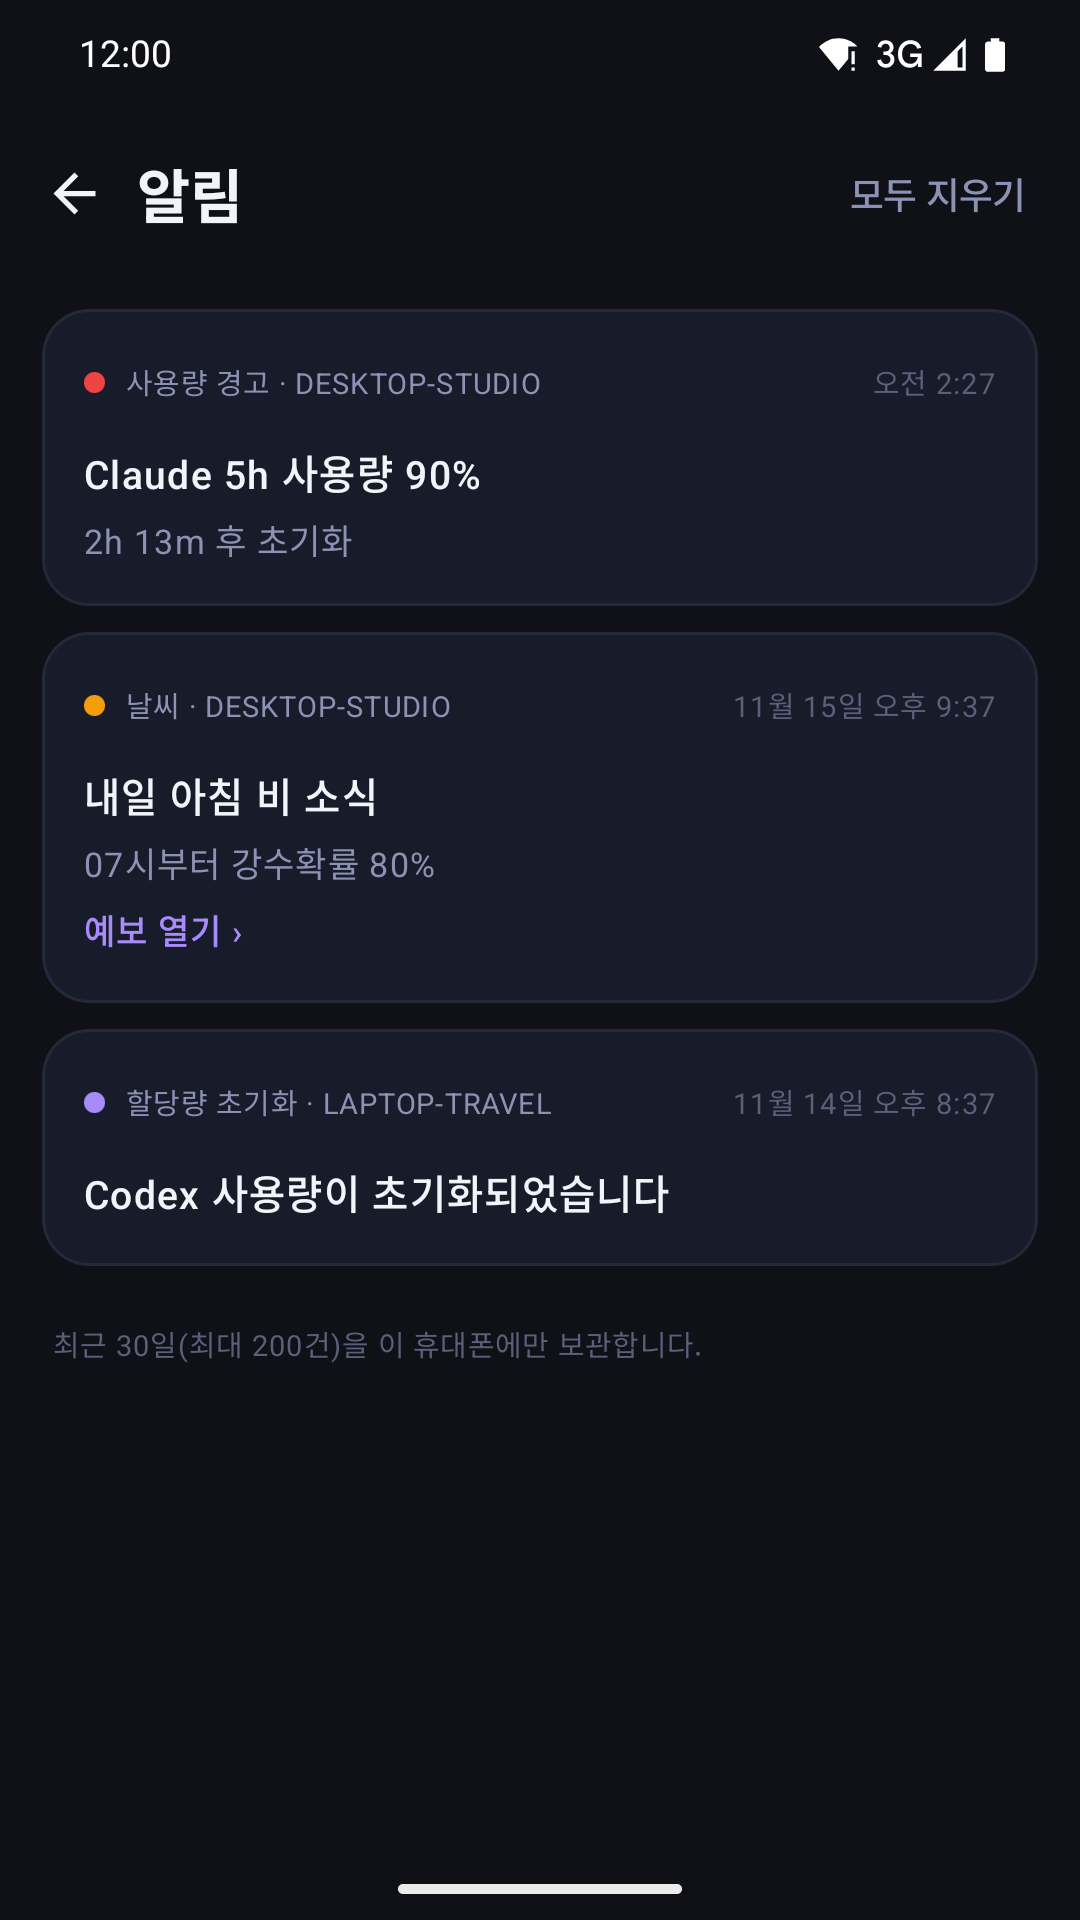 12:00
3G
알림
모두 지우기
사용량 경고 · DESKTOP-STUDIO
오전 2:27
Claude 5h 사용량 90%
2h 13m 후 초기화
날씨 · DESKTOP-STUDIO
11월 15일 오후 9:37
내일 아침 비 소식
07시부터 강수확률 80%
예보 열기 ›
할당량 초기화 · LAPTOP-TRAVEL
11월 14일 오후 8:37
Codex 사용량이 초기화되었습니다
최근 30일(최대 200건)을 이 휴대폰에만 보관합니다.